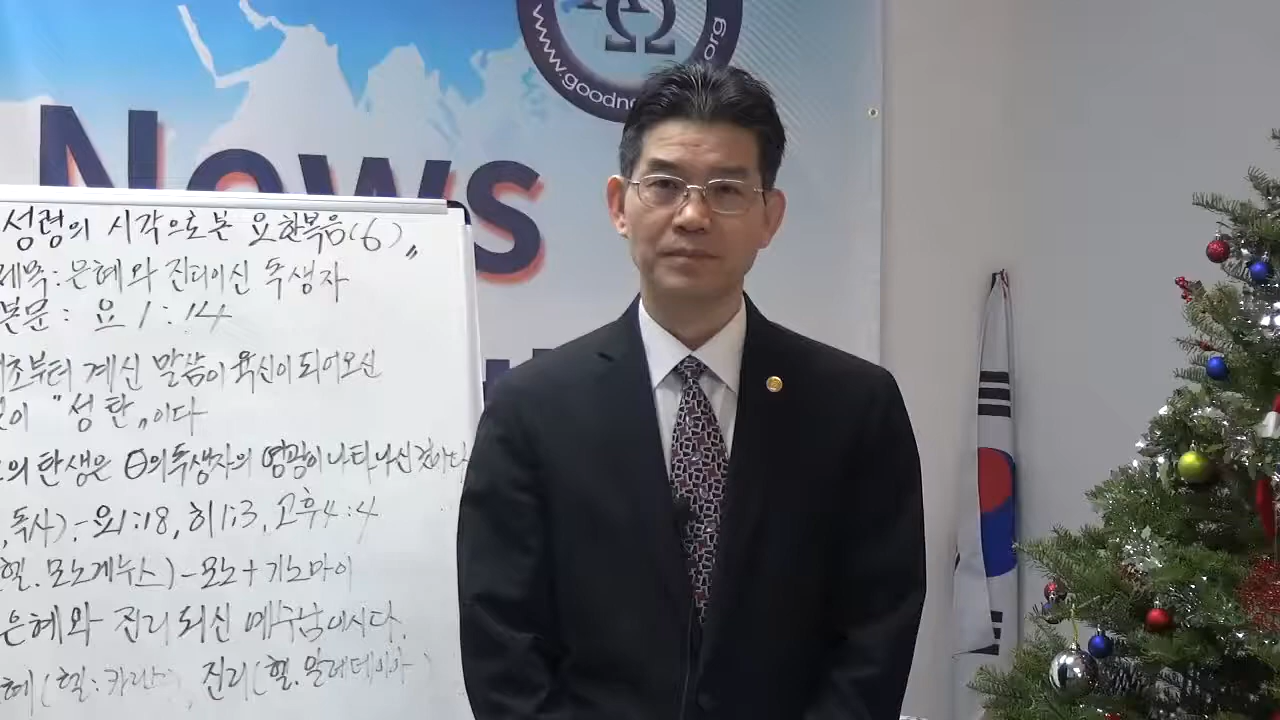 www.goodne
.org
News
성령의 시각으로 본 요한복음(6)"
제목: 은혜와 진리이신 독생자
본문: 요 1:14
태초부터 계신 말씀이 육신이 되어오신
것이 "성탄"이다
의 탄생은 의 독생자의 영광이 나타나신 것이다
, 독사)-요1:18, 히1:3, 고후4:4
(헬.모노게누스)-모노+기노마이
은혜와 진리되신 예수님이시다.
혜(헬:카리스), 진리(헬.알레데이아)